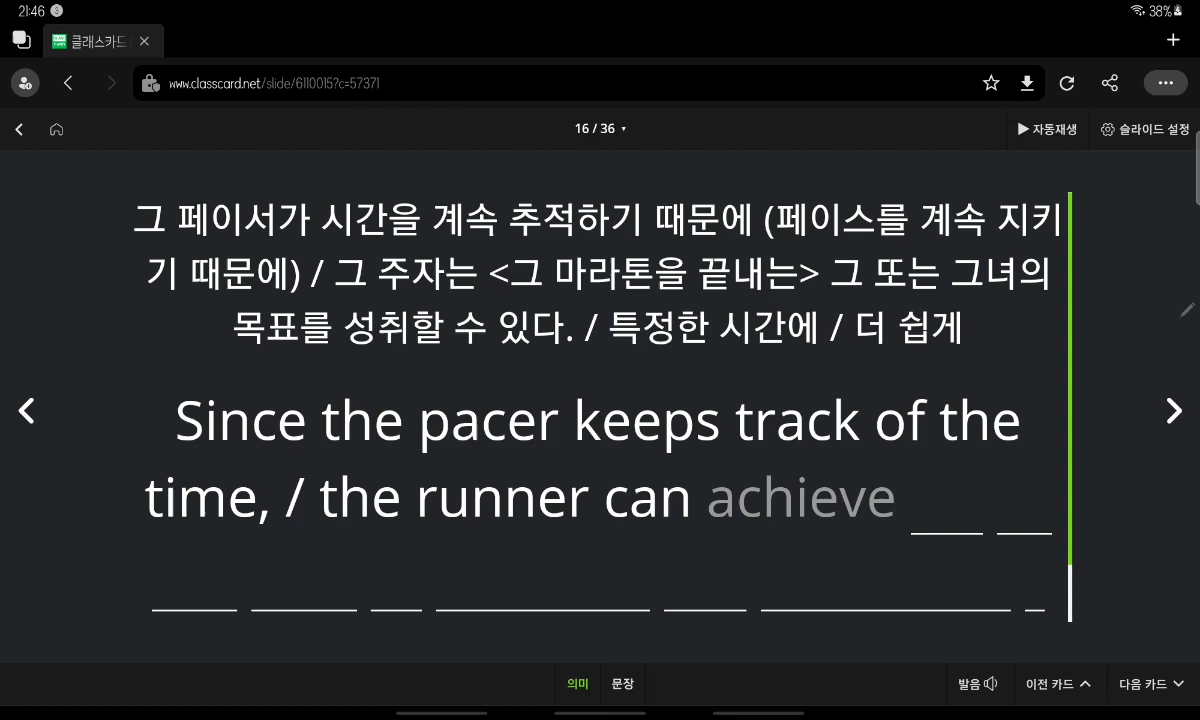 21:46 3
38%
클래스카드
www.classcard.net/slide/6110015?c=57371
16 / 36
자동재생
슬라이드 설정
그 페이서가 시간을 계속 추적하기 때문에 (페이스를 계속 지키
기 때문에) / 그 주자는 <그 마라톤을 끝내는> 그 또는 그녀의
목표를 성취할 수 있다. / 특정한 시간에 / 더 쉽게
Since the pacer keeps track of the
time, / the runner can achieve
의미
문장
발음
이전 카드
다음 카드